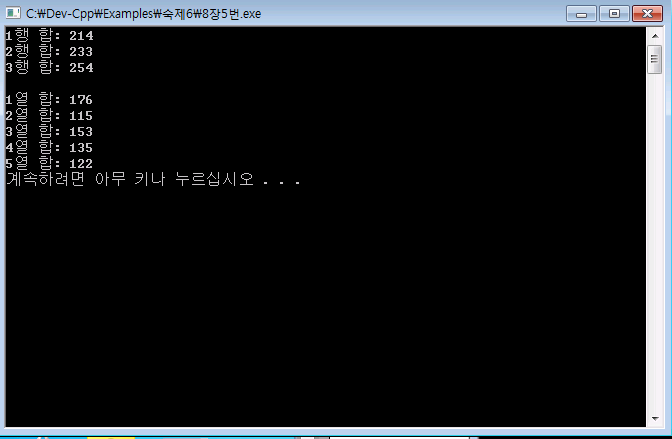 C:₩Dev-Cpp₩Examples₩숙제6₩8장5번.exe
1행 합: 214
2행 합: 233
3행 합: 254
1열 합: 176
2열 합: 115
3열 합: 153
4열 합: 135
5열 합: 122
계속하려면 아무 키나 누르십시오 . . .